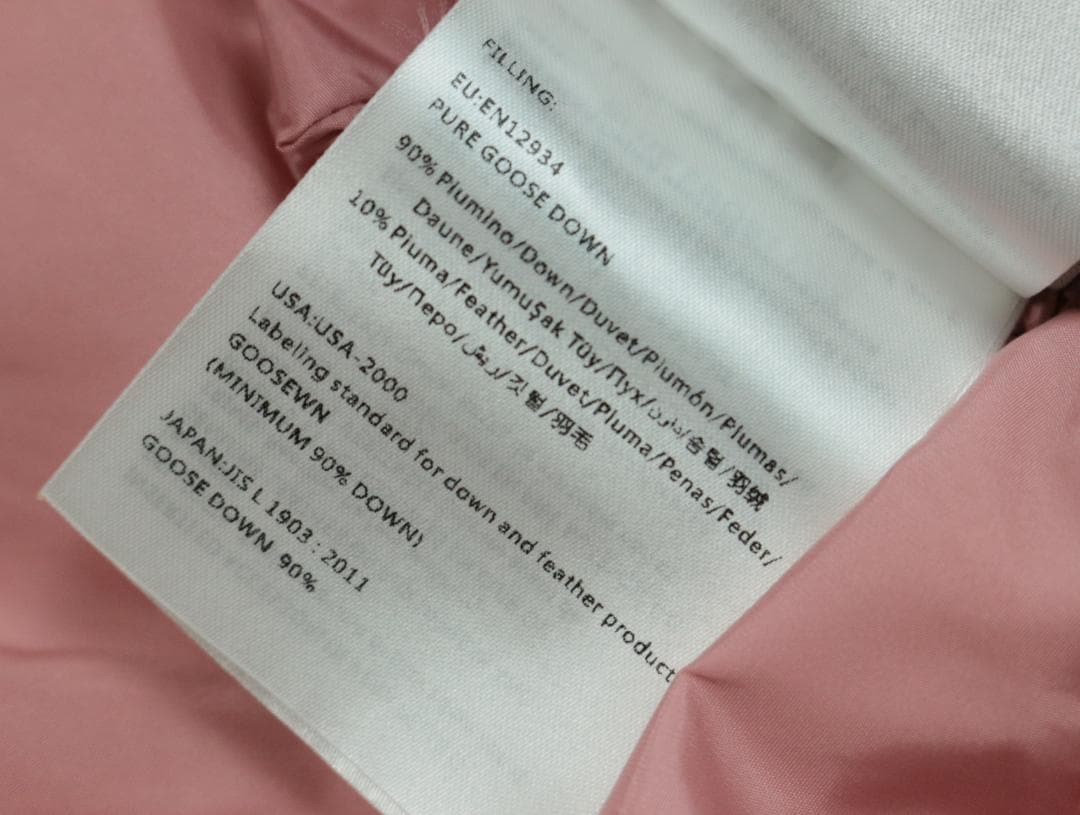 FILLING:
EU:EN12934
PURE GOOSE DOWN
90% Piumino/Down/Duvet/Plumón/Plumas/
Daune/Yumuşak Tüy/Пух/솜털/羽绒
10% Piuma/Feather/Duvet/Pluma/Penas/Feder/
Tüy/Перо/ريش/깃털/羽毛
USA:USA-2000
Labeling standard for down and feather product
GOOSEWN
(MINIMUM 90% DOWN)
JAPAN:JIS L 1903 : 2011
GOOSE DOWN 90%